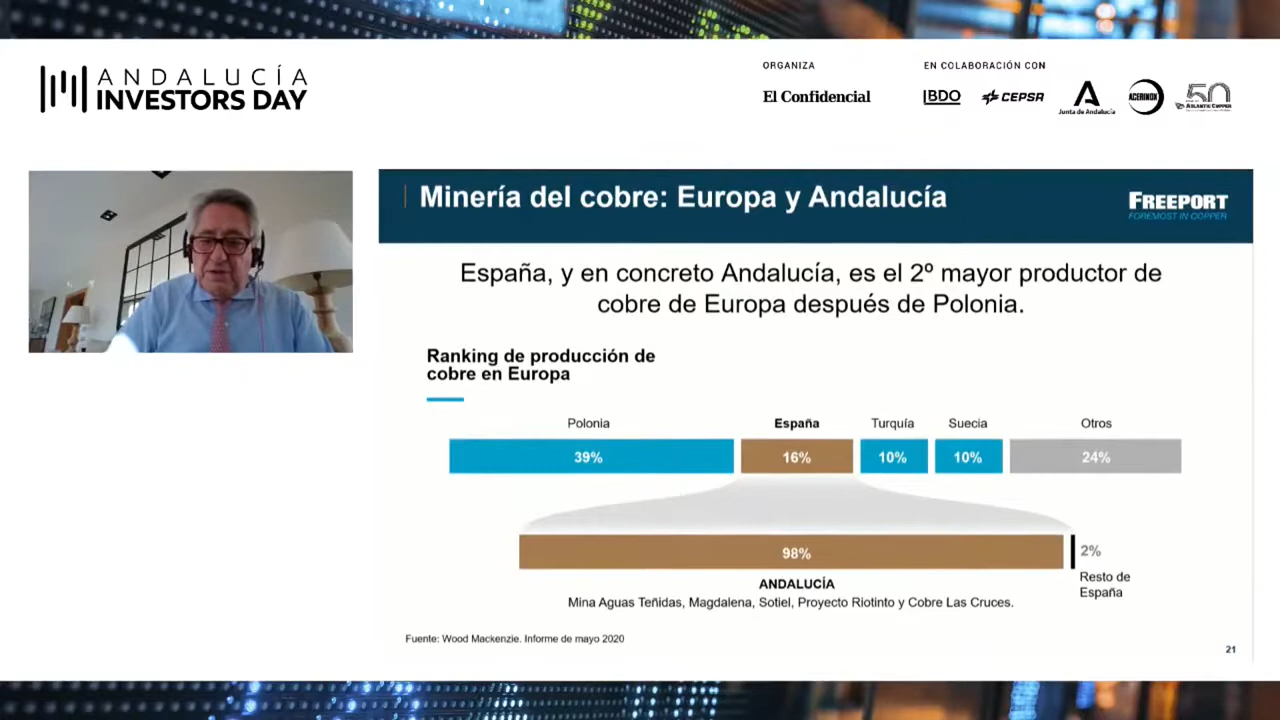 ANDALUCÍA
INVESTORS DAY
ORGANIZA
El Confidencial
EN COLABORACIÓN CON
IBDO
CEPSA
Junta de Andalucía
ACERINOX
50
ATLANTIC COPPER
Minería del cobre: Europa y Andalucía
FREEPORT
FOREMOST IN COPPER
España, y en concreto Andalucía, es el 2º mayor productor de
cobre de Europa después de Polonia.
Ranking de producción de
cobre en Europa
Polonia España Turquía Suecia Otros
39% 16% 10% 10% 24%
98% 2%
ANDALUCÍA
Resto de
España
Mina Aguas Teñidas, Magdalena, Sotiel, Proyecto Riotinto y Cobre Las Cruces.
Fuente: Wood Mackenzie. Informe de mayo 2020
21